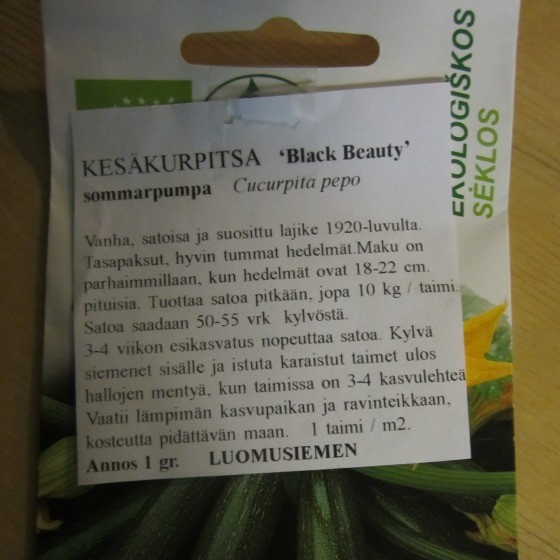 EKOLOGIŠKOS
SĖKLOS
KESÄKURPITSA 'Black Beauty'
sommarpumpa Cucurpita pepo
Vanha, satoisa ja suosittu lajike 1920-luvulta.
Tasapaksut, hyvin tummat hedelmät.Maku on
parhaimmillaan, kun hedelmät ovat 18-22 cm.
pituisia. Tuottaa satoa pitkään, jopa 10 kg / taimi.
Satoa saadaan 50-55 vrk kylvöstä.
3-4 viikon esikasvatus nopeuttaa satoa. Kylvä
siemenet sisälle ja istuta karaistut taimet ulos
hallojen mentyä, kun taimissa on 3-4 kasvulehteä
Vaatii lämpimän kasvupaikan ja ravinteikkaan,
kosteutta pidättävän maan. 1 taimi / m2.
Annos 1 gr. LUOMUSIEMEN